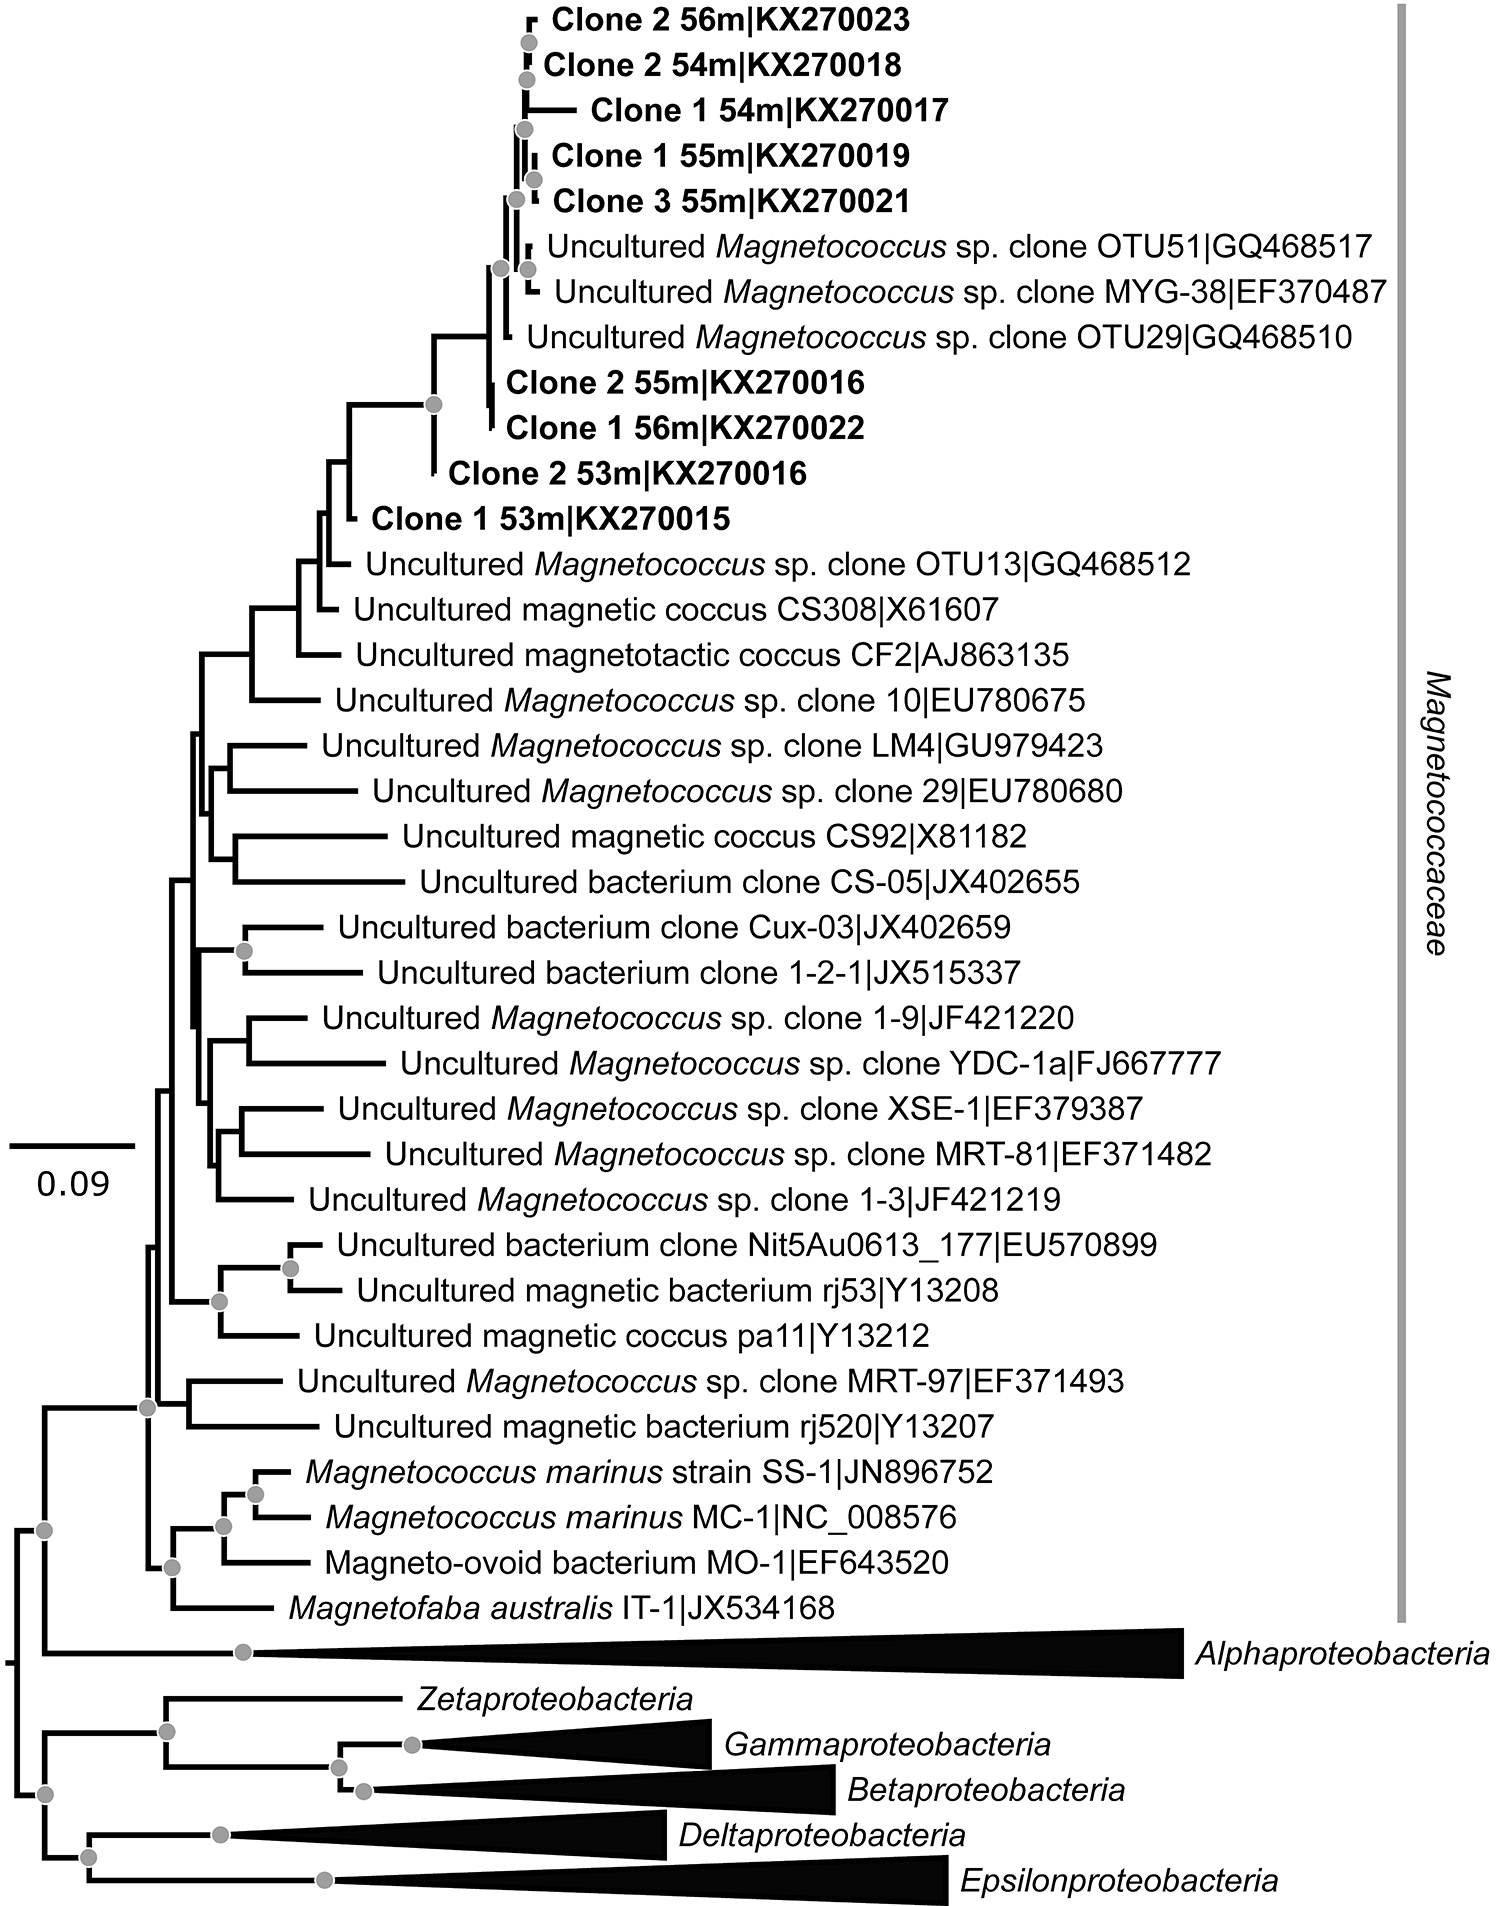 Clone 2 56m|KX270023
Clone 2 54m|KX270018
Clone 1 54m|KX270017
Clone 1 55m|KX270019
Clone 3 55m|KX270021
Uncultured Magnetococcus sp. clone OTU51|GQ468517
Uncultured Magnetococcus sp. clone MYG-38|EF370487
Uncultured Magnetococcus sp. clone OTU29|GQ468510
Clone 2 55m|KX270016
Clone 1 56m|KX270022
Clone 2 53m|KX270016
Clone 1 53m|KX270015
Uncultured Magnetococcus sp. clone OTU13|GQ468512
Uncultured magnetic coccus CS308|X61607
Uncultured magnetotactic coccus CF2|AJ863135
Uncultured Magnetococcus sp. clone 10|EU780675
Uncultured Magnetococcus sp. clone LM4|GU979423
Uncultured Magnetococcus sp. clone 29|EU780680
Uncultured magnetic coccus CS92|X81182
Uncultured bacterium clone CS-05|JX402655
Uncultured bacterium clone Cux-03|JX402659
Uncultured bacterium clone 1-2-1|JX515337
Uncultured Magnetococcus sp. clone 1-9|JF421220
Uncultured Magnetococcus sp. clone YDC-1a|FJ667777
Uncultured Magnetococcus sp. clone XSE-1|EF379387
Uncultured Magnetococcus sp. clone MRT-81|EF371482
Uncultured Magnetococcus sp. clone 1-3|JF421219
Uncultured bacterium clone Nit5Au0613_177|EU570899
Uncultured magnetic bacterium rj53|Y13208
Uncultured magnetic coccus pa11|Y13212
Uncultured Magnetococcus sp. clone MRT-97|EF371493
Uncultured magnetic bacterium rj520|Y13207
Magnetococcus marinus strain SS-1|JN896752
Magnetococcus marinus MC-1|NC_008576
Magneto-ovoid bacterium MO-1|EF643520
Magnetofaba australis IT-1|JX534168
Alphaproteobacteria
Zetaproteobacteria
Gammaproteobacteria
Betaproteobacteria
Deltaproteobacteria
Epsilonproteobacteria
0.09
Magnetococcaceae